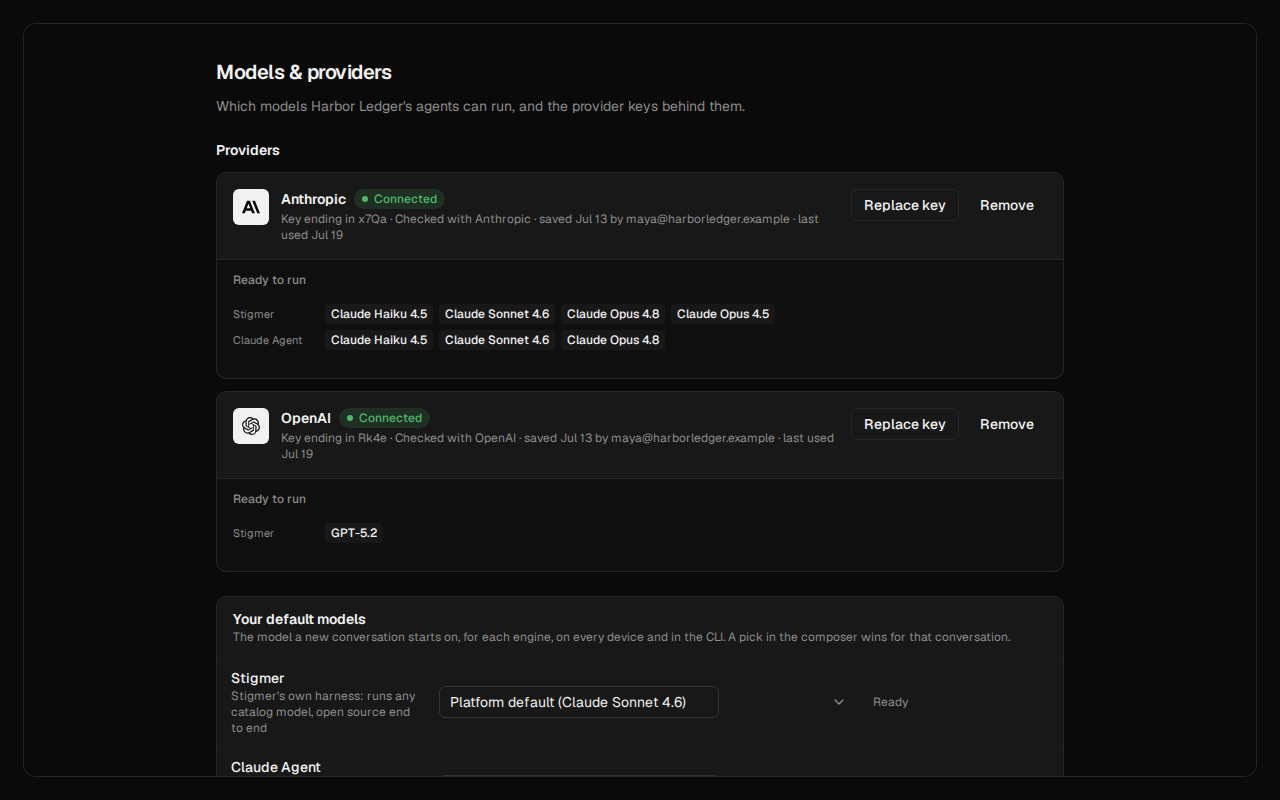 Models & providers
Which models Harbor Ledger's agents can run, and the provider keys behind them.
Providers
Anthropic
Connected
Key ending in x7Qa · Checked with Anthropic · saved Jul 13 by maya@harborledger.example · last
used Jul 19
Replace key
Remove
Ready to run
Stigmer
Claude Haiku 4.5
Claude Sonnet 4.6
Claude Opus 4.8
Claude Opus 4.5
Claude Agent
Claude Haiku 4.5
Claude Sonnet 4.6
Claude Opus 4.8
OpenAI
Connected
Key ending in Rk4e · Checked with OpenAI · saved Jul 13 by maya@harborledger.example · last used
Jul 19
Replace key
Remove
Ready to run
Stigmer
GPT-5.2
Your default models
The model a new conversation starts on, for each engine, on every device and in the CLI. A pick in the composer wins for that conversation.
Stigmer
Stigmer's own harness: runs any
catalog model, open source end
to end
Platform default (Claude Sonnet 4.6)
Ready
Claude Agent